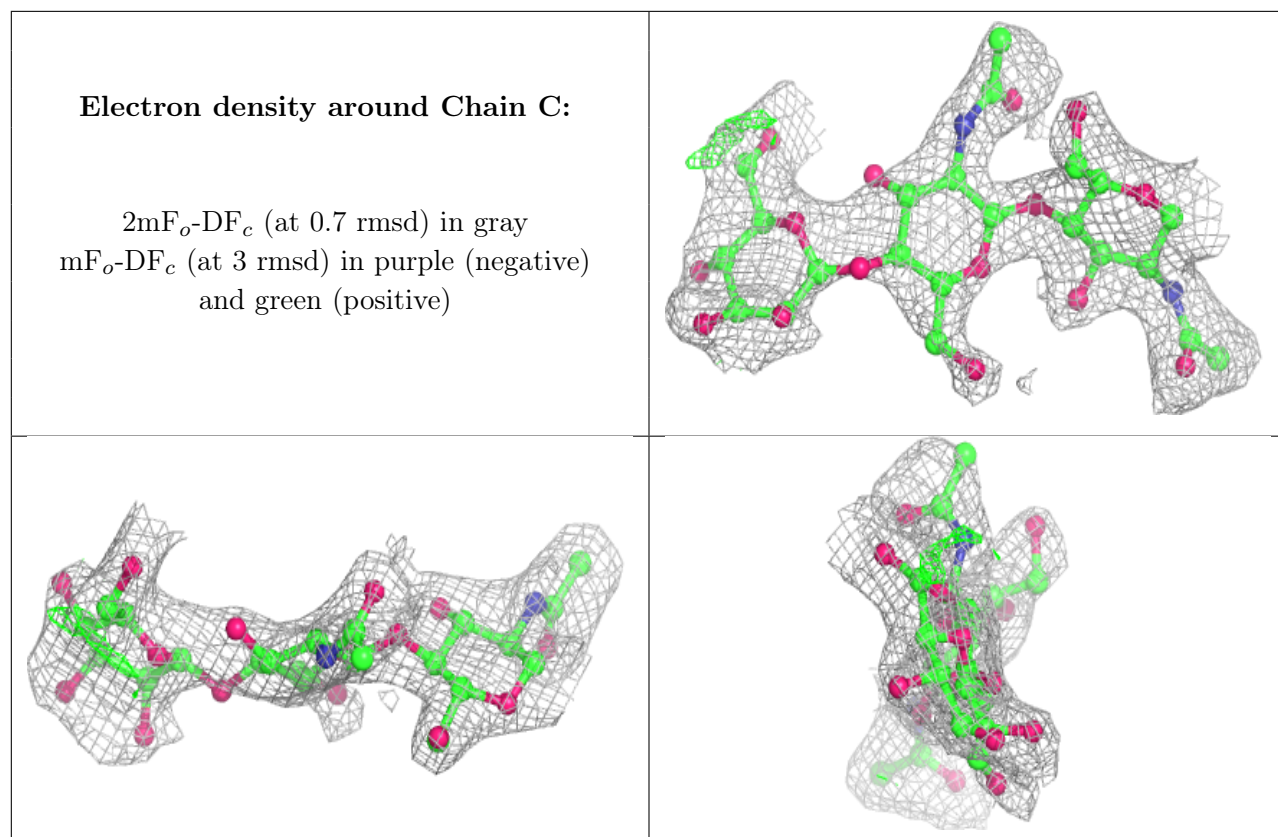 Electron density around Chain C:
2mFₒ-DF𝒸 (at 0.7 rmsd) in gray
mFₒ-DF𝒸 (at 3 rmsd) in purple (negative)
and green (positive)